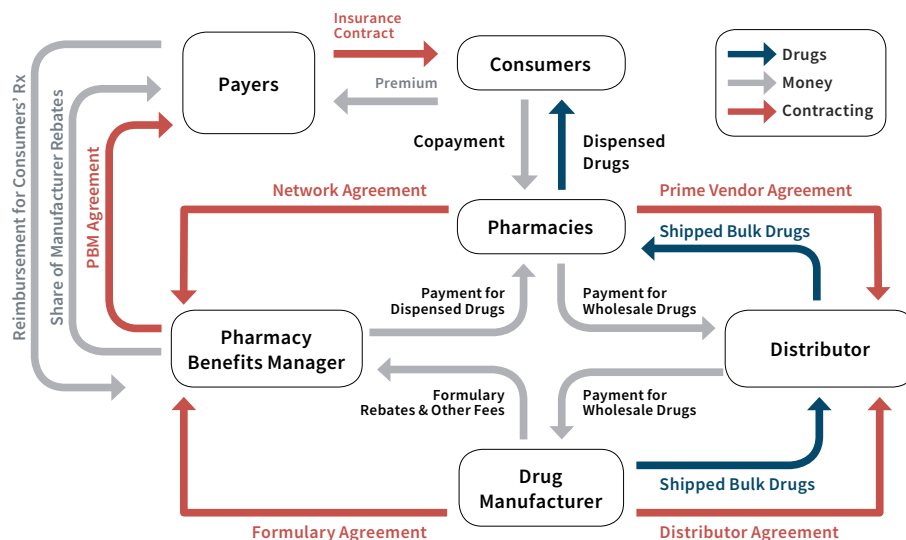 Insurance
Contract
Payers
Consumers
Premium
Drugs
Money
Contracting
Copayment
Dispensed
Drugs
Reimbursement for Consumers’ Rx
Share of Manufacturer Rebates
PBM Agreement
Network Agreement
Prime Vendor Agreement
Pharmacies
Shipped Bulk Drugs
Payment for
Dispensed Drugs
Payment for
Wholesale Drugs
Pharmacy
Benefits Manager
Distributor
Formulary
Rebates & Other Fees
Payment for
Wholesale Drugs
Drug
Manufacturer
Shipped Bulk Drugs
Formulary Agreement
Distributor Agreement